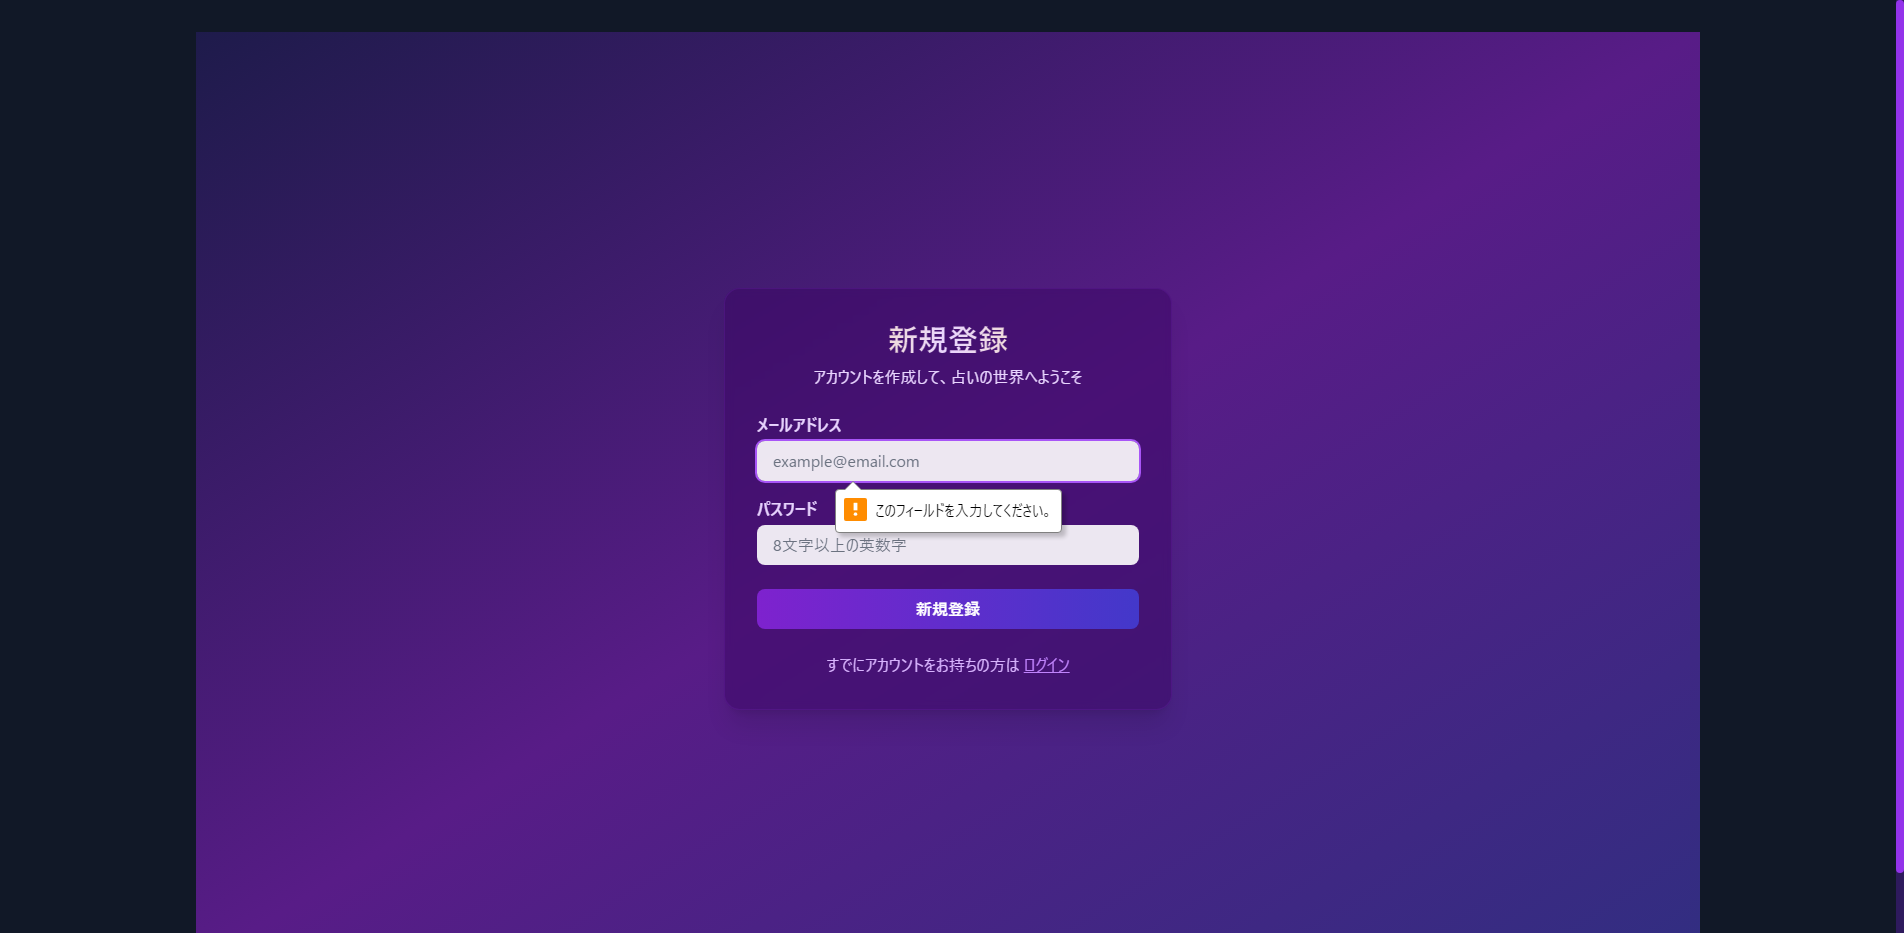 新規登録
アカウントを作成して、占いの世界へようこそ
メールアドレス
example@email.com
パスワード
このフィールドを入力してください。
8文字以上の英数字
新規登録
すでにアカウントをお持ちの方は ログイン